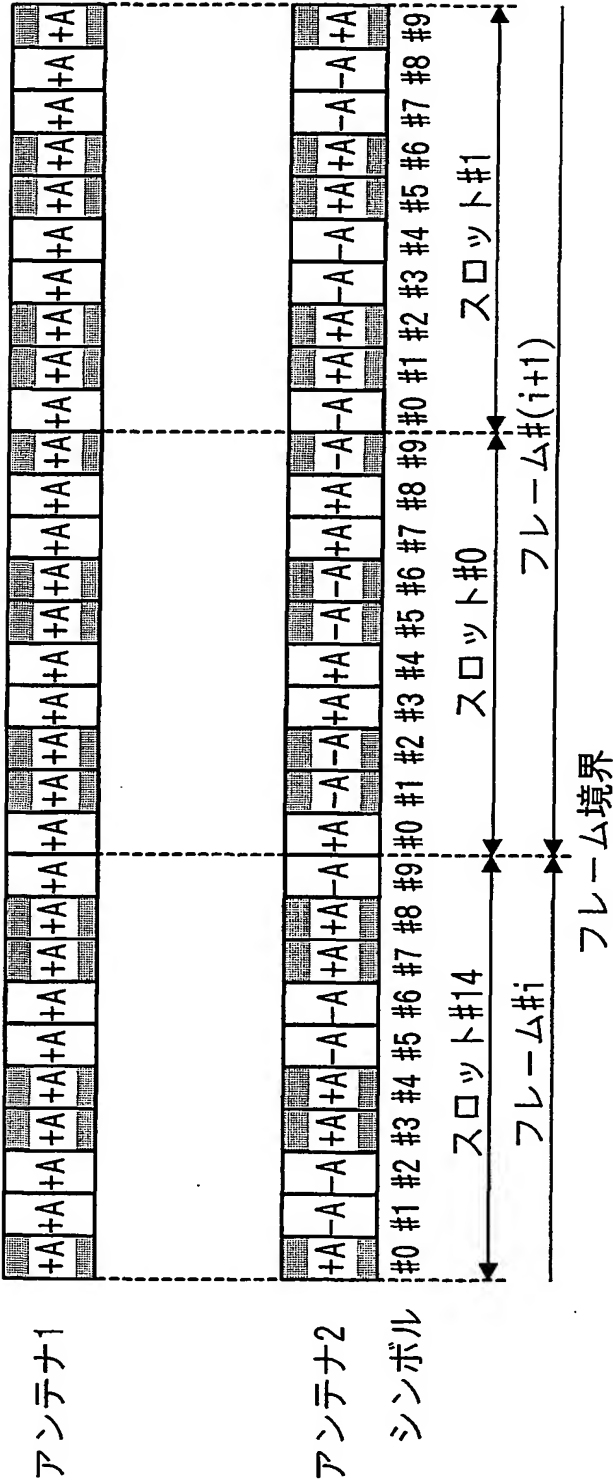 アンテナ1 +A +A +A +A +A +A +A +A +A +A +A +A +A +A +A +A +A +A +A +A +A +A +A +A +A +A +A +A +A +A
アンテナ2 +A −A −A +A +A −A −A +A +A −A +A −A −A +A +A −A −A +A +A −A −A +A +A −A −A +A +A −A −A +A
シンボル #0 #1 #2 #3 #4 #5 #6 #7 #8 #9 #0 #1 #2 #3 #4 #5 #6 #7 #8 #9 #0 #1 #2 #3 #4 #5 #6 #7 #8 #9
スロット#14 スロット#0 スロット#1
フレーム#i フレーム#(i+1)
フレーム境界